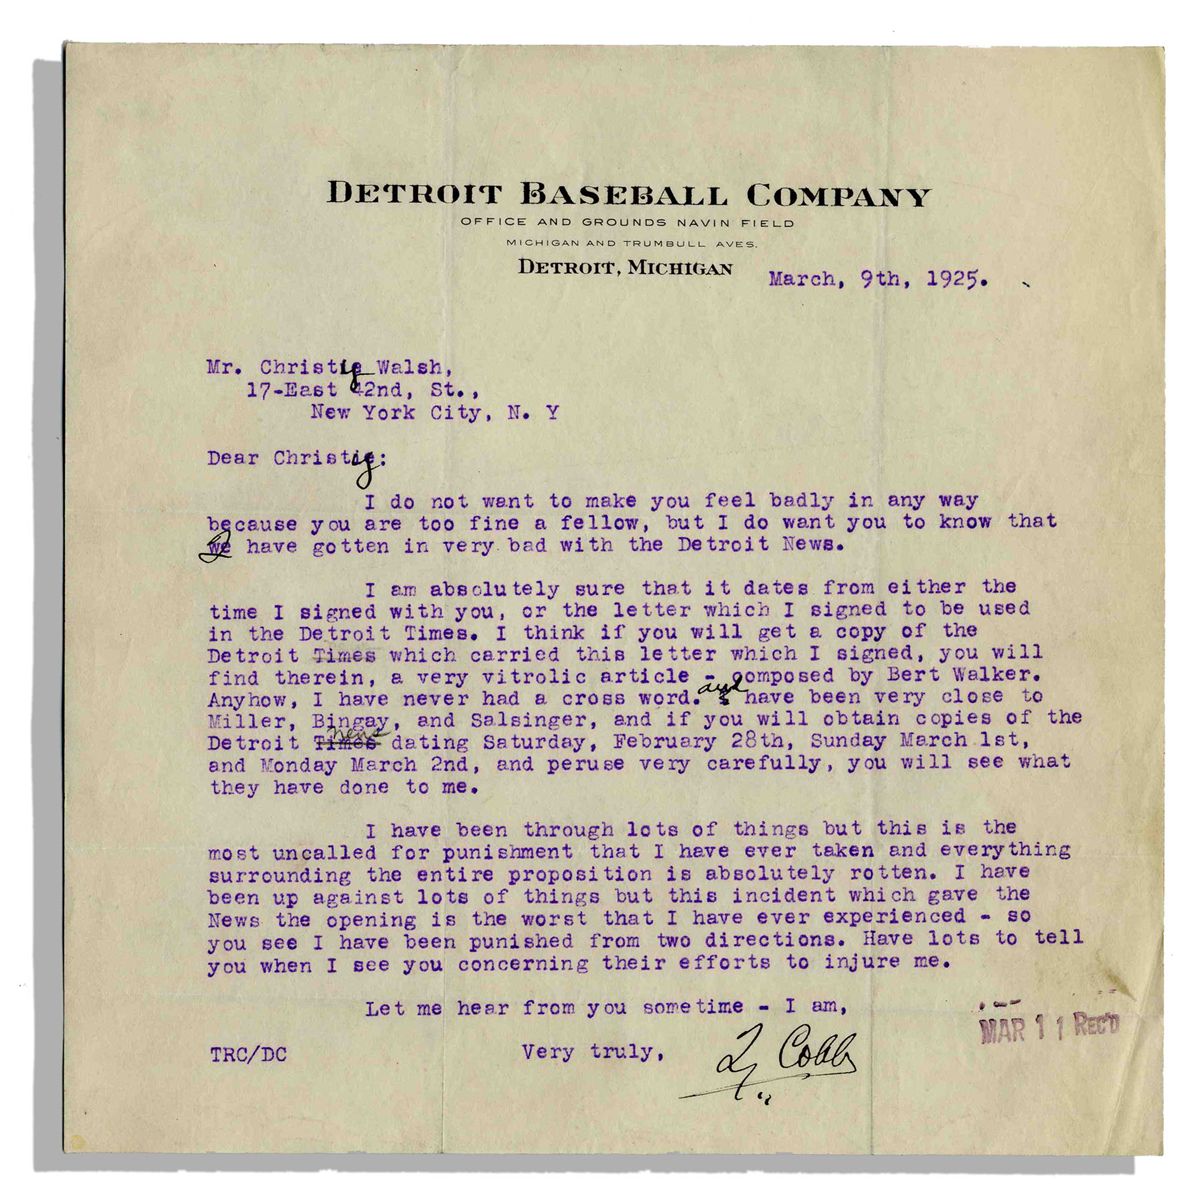 DETROIT BASEBALL COMPANY
OFFICE AND GROUNDS NAVIN FIELD
MICHIGAN AND TRUMBULL AVES.
DETROIT, MICHIGAN
March, 9th, 1925.
Mr. Christy Walsh,
17-East 42nd, St.,
New York City, N. Y
Dear Christy:
I do not want to make you feel badly in any way
because you are too fine a fellow, but I do want you to know that
I have gotten in very bad with the Detroit News.
I am absolutely sure that it dates from either the
time I signed with you, or the letter which I signed to be used
in the Detroit Times. I think if you will get a copy of the
Detroit Times which carried this letter which I signed, you will
find therein, a very vitrolic article - composed by Bert Walker.
Anyhow, I have never had a cross word. and have been very close to
Miller, Bingay, and Salsinger, and if you will obtain copies of the
Detroit Times news dating Saturday, February 28th, Sunday March 1st,
and Monday March 2nd, and peruse very carefully, you will see what
they have done to me.
I have been through lots of things but this is the
most uncalled for punishment that I have ever taken and everything
surrounding the entire proposition is absolutely rotten. I have
been up against lots of things but this incident which gave the
News the opening is the worst that I have ever experienced - so
you see I have been punished from two directions. Have lots to tell
you when I see you concerning their efforts to injure me.
Let me hear from you sometime - I am,
TRC/DC Very truly, Ty Cobb
MAR 11 REC'D